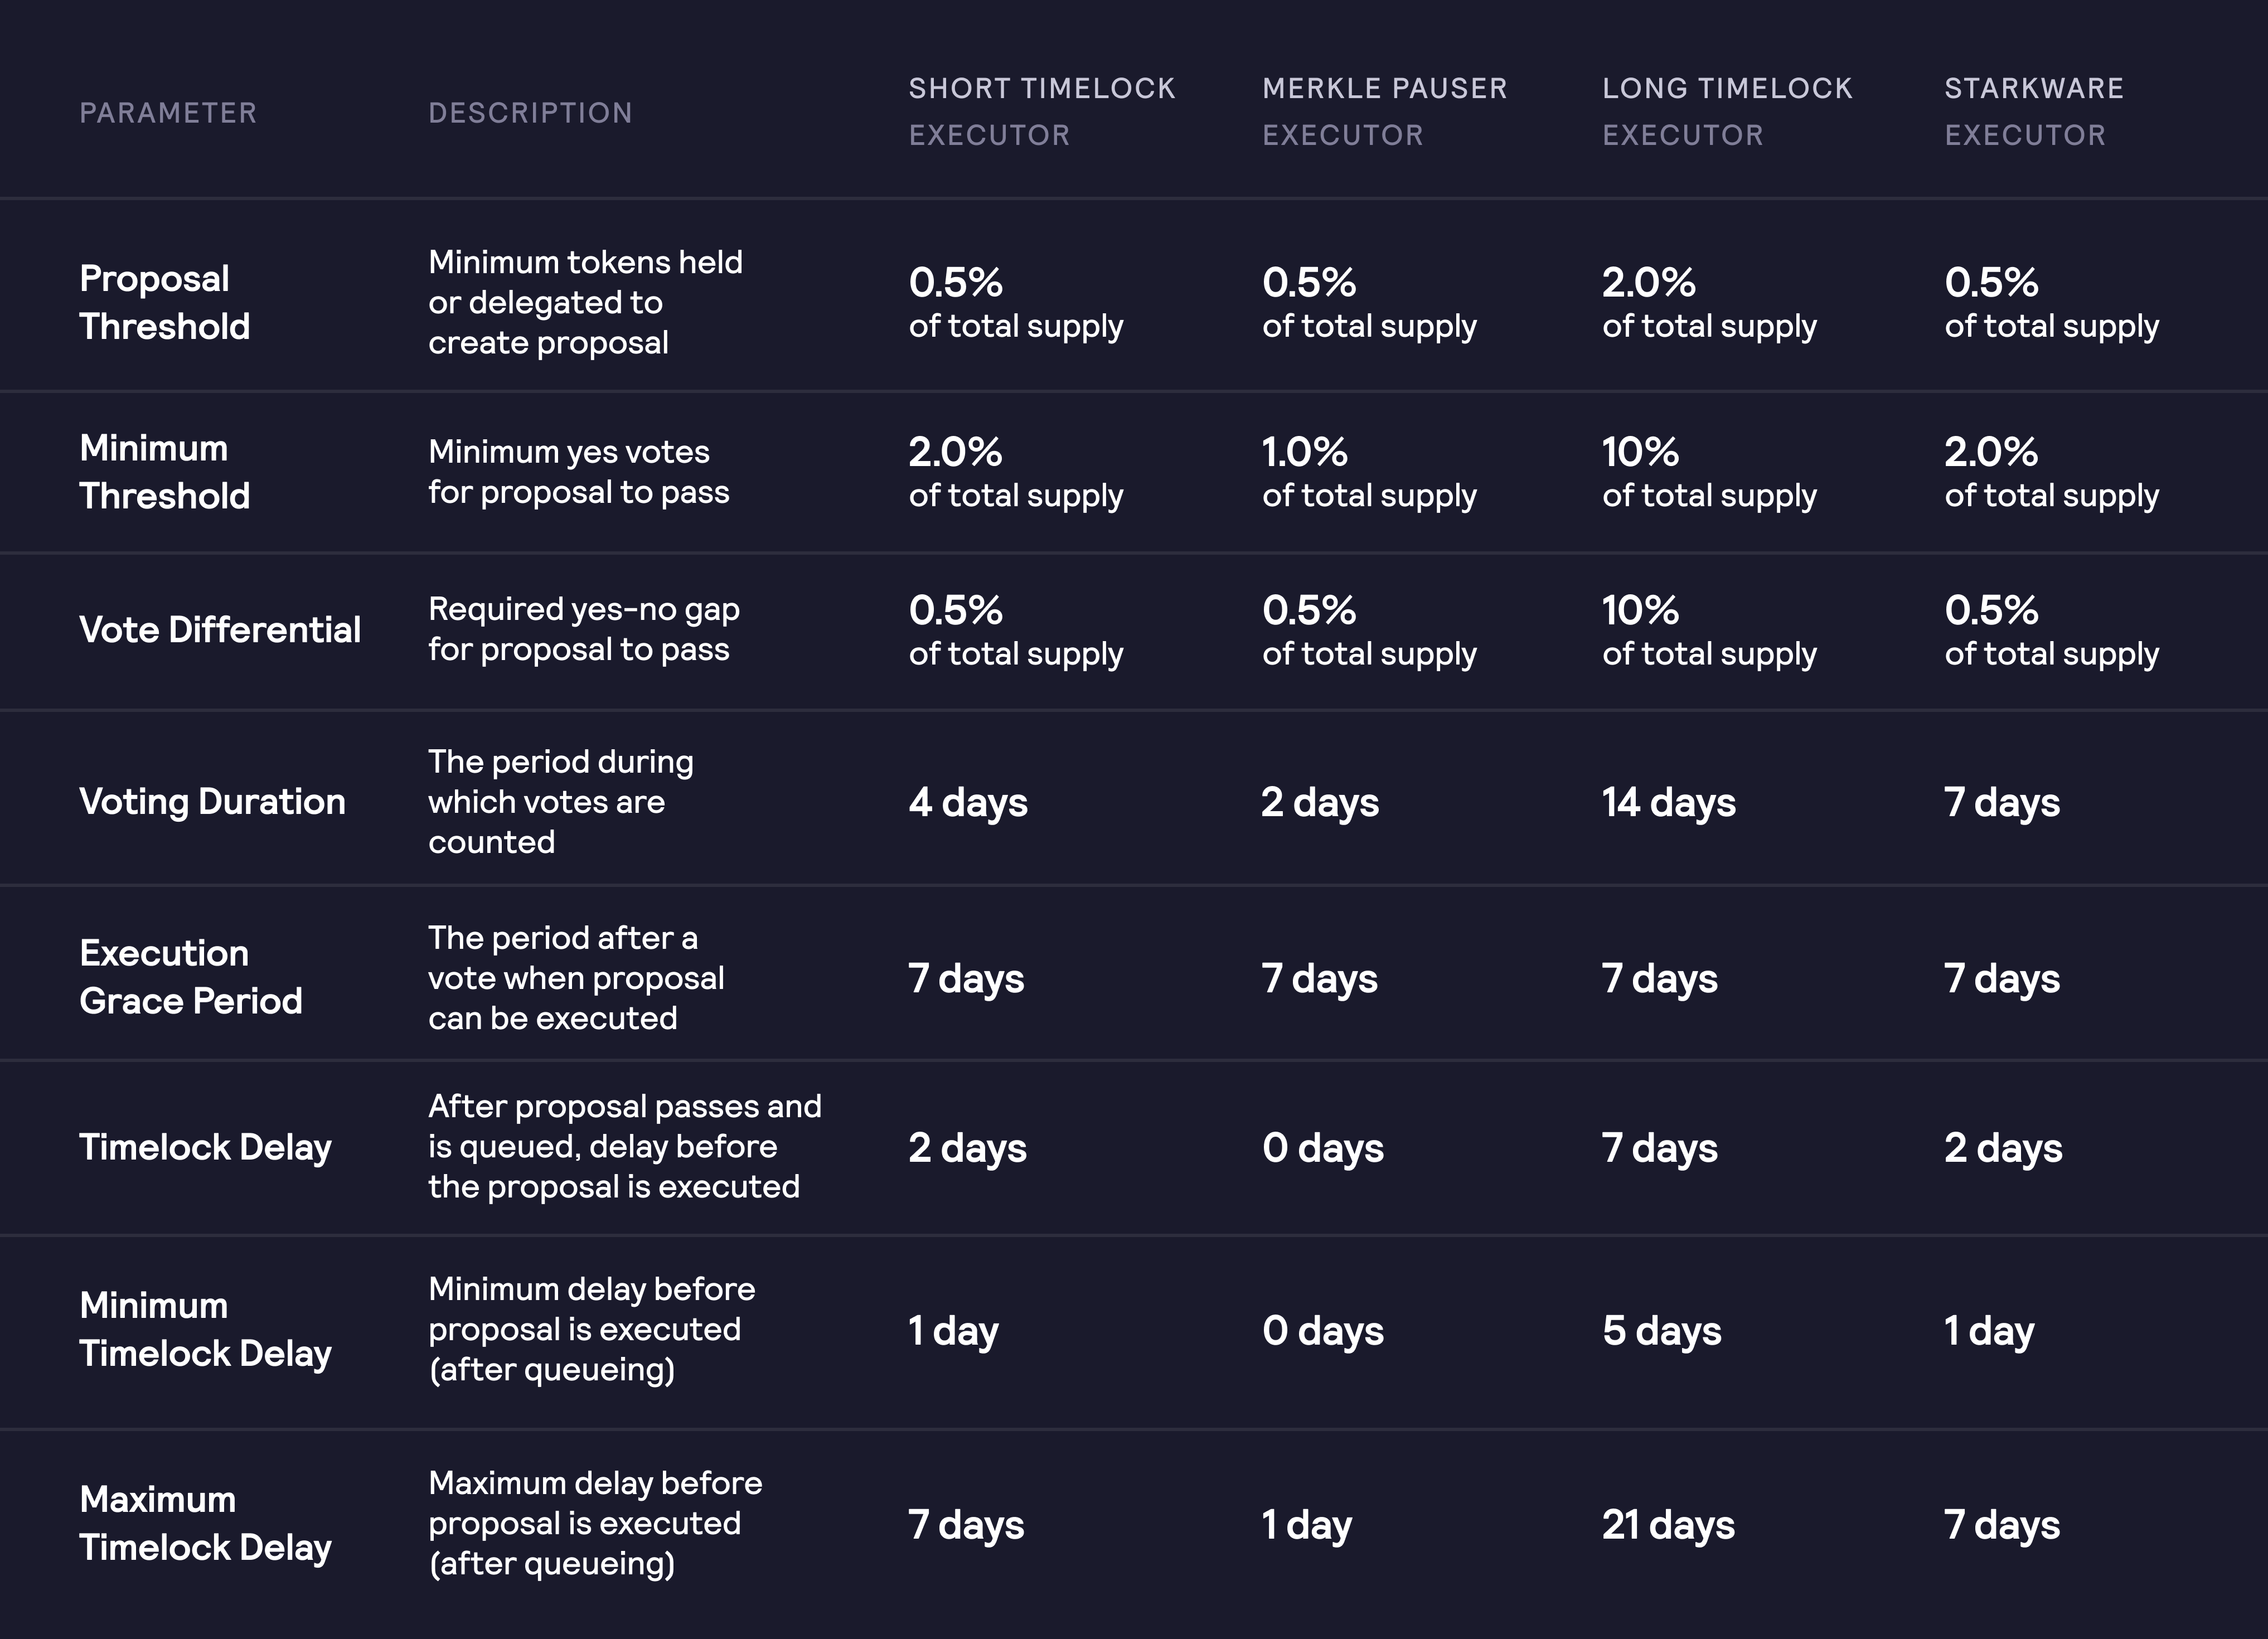 PARAMETER
DESCRIPTION
SHORT TIMELOCK
EXECUTOR
MERKLE PAUSER
EXECUTOR
LONG TIMELOCK
EXECUTOR
STARKWARE
EXECUTOR
Proposal
Threshold
Minimum tokens held
or delegated to
create proposal
0.5%
of total supply
0.5%
of total supply
2.0%
of total supply
0.5%
of total supply
Minimum
Threshold
Minimum yes votes
for proposal to pass
2.0%
of total supply
1.0%
of total supply
10%
of total supply
2.0%
of total supply
Vote Differential
Required yes-no gap
for proposal to pass
0.5%
of total supply
0.5%
of total supply
10%
of total supply
0.5%
of total supply
Voting Duration
The period during
which votes are
counted
4 days
2 days
14 days
7 days
Execution
Grace Period
The period after a
vote when proposal
can be executed
7 days
7 days
7 days
7 days
Timelock Delay
After proposal passes and
is queued, delay before
the proposal is executed
2 days
0 days
7 days
2 days
Minimum
Timelock Delay
Minimum delay before
proposal is executed
(after queueing)
1 day
0 days
5 days
1 day
Maximum
Timelock Delay
Maximum delay before
proposal is executed
(after queueing)
7 days
1 day
21 days
7 days